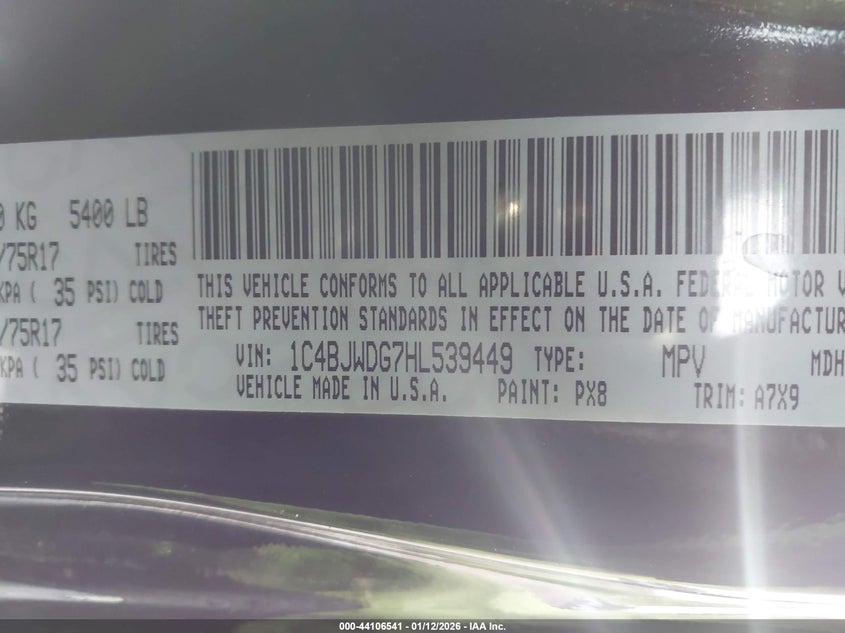 0 KG 5400 LB
/75R17 TIRES
KPA ( 35 PSI) COLD
/75R17 TIRES
KPA ( 35 PSI) COLD
THIS VEHICLE CONFORMS TO ALL APPLICABLE U.S.A. FEDERAL MOTOR V
THEFT PREVENTION STANDARDS IN EFFECT ON THE DATE OF MANUFACTUR
VIN: 1C4BJWDG7HL539449 TYPE: MPV MDH
VEHICLE MADE IN U.S.A. PAINT: PX8 TRIM: A7X9
000-44106541 - 01/12/2026 - IAA Inc.